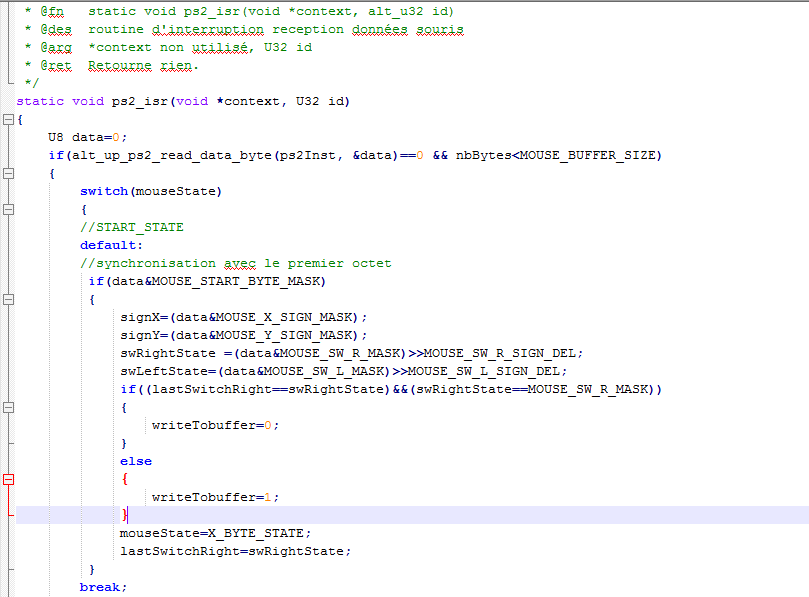 * @fn   static void ps2_isr(void *context, alt_u32 id)
* @des  routine d'interruption reception données souris
* @arg  *context non utilisé, U32 id
* @ret  Retourne rien.
*/
static void ps2_isr(void *context, U32 id)
{
    U8 data=0;
    if(alt_up_ps2_read_data_byte(ps2Inst, &data)==0 && nbBytes<MOUSE_BUFFER_SIZE)
    {
        switch(mouseState)
        {
        //START_STATE
        default:
        //synchronisation avec le premier octet
         if(data&MOUSE_START_BYTE_MASK)
         {
             signX=(data&MOUSE_X_SIGN_MASK);
             signY=(data&MOUSE_Y_SIGN_MASK);
             swRightState =(data&MOUSE_SW_R_MASK)>>MOUSE_SW_R_SIGN_DEL;
             swLeftState=(data&MOUSE_SW_L_MASK)>>MOUSE_SW_L_SIGN_DEL;
             if((lastSwitchRight==swRightState)&&(swRightState==MOUSE_SW_R_MASK))
             {
                 writeTobuffer=0;
             }
             else
             {
                 writeTobuffer=1;
             }
             mouseState=X_BYTE_STATE;
             lastSwitchRight=swRightState;
         }
        break;